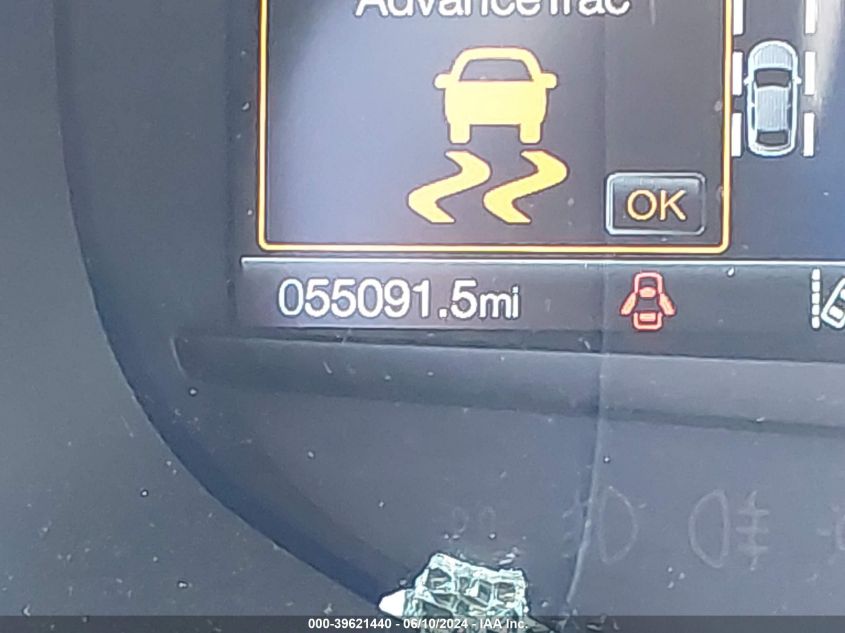 AdvanceTrac
OK
055091.5mi
000-39621440 - 06/10/2024 - IAA Inc.